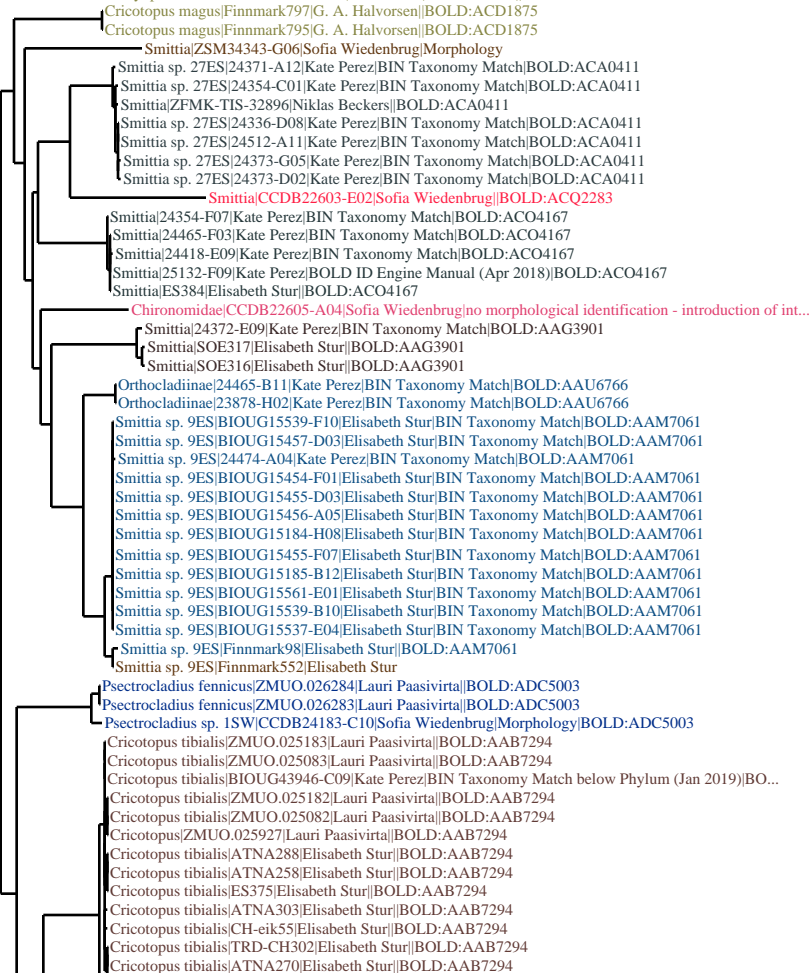 Cricotopus magus|Finnmark797|G. A. Halvorsen||BOLD:ACD1875
Cricotopus magus|Finnmark795|G. A. Halvorsen||BOLD:ACD1875
Smittia|ZSM34343-G06|Sofia Wiedenbrug|Morphology
Smittia sp. 27ES|24371-A12|Kate Perez|BIN Taxonomy Match|BOLD:ACA0411
Smittia sp. 27ES|24354-C01|Kate Perez|BIN Taxonomy Match|BOLD:ACA0411
Smittia|ZFMK-TIS-32896|Niklas Beckers||BOLD:ACA0411
Smittia sp. 27ES|24336-D08|Kate Perez|BIN Taxonomy Match|BOLD:ACA0411
Smittia sp. 27ES|24512-A11|Kate Perez|BIN Taxonomy Match|BOLD:ACA0411
Smittia sp. 27ES|24373-G05|Kate Perez|BIN Taxonomy Match|BOLD:ACA0411
Smittia sp. 27ES|24373-D02|Kate Perez|BIN Taxonomy Match|BOLD:ACA0411
Smittia|CCDB22603-E02|Sofia Wiedenbrug||BOLD:ACQ2283
Smittia|24354-F07|Kate Perez|BIN Taxonomy Match|BOLD:ACO4167
Smittia|24465-F03|Kate Perez|BIN Taxonomy Match|BOLD:ACO4167
Smittia|24418-E09|Kate Perez|BIN Taxonomy Match|BOLD:ACO4167
Smittia|25132-F09|Kate Perez|BOLD ID Engine Manual (Apr 2018)|BOLD:ACO4167
Smittia|ES384|Elisabeth Stur||BOLD:ACO4167
Chironomidae|CCDB22605-A04|Sofia Wiedenbrug|no morphological identification - introduction of int...
Smittia|24372-E09|Kate Perez|BIN Taxonomy Match|BOLD:AAG3901
Smittia|SOE317|Elisabeth Stur||BOLD:AAG3901
Smittia|SOE316|Elisabeth Stur||BOLD:AAG3901
Orthocladiinae|24465-B11|Kate Perez|BIN Taxonomy Match|BOLD:AAU6766
Orthocladiinae|23878-H02|Kate Perez|BIN Taxonomy Match|BOLD:AAU6766
Smittia sp. 9ES|BIOUG15539-F10|Elisabeth Stur|BIN Taxonomy Match|BOLD:AAM7061
Smittia sp. 9ES|BIOUG15457-D03|Elisabeth Stur|BIN Taxonomy Match|BOLD:AAM7061
Smittia sp. 9ES|24474-A04|Kate Perez|BIN Taxonomy Match|BOLD:AAM7061
Smittia sp. 9ES|BIOUG15454-F01|Elisabeth Stur|BIN Taxonomy Match|BOLD:AAM7061
Smittia sp. 9ES|BIOUG15455-D03|Elisabeth Stur|BIN Taxonomy Match|BOLD:AAM7061
Smittia sp. 9ES|BIOUG15456-A05|Elisabeth Stur|BIN Taxonomy Match|BOLD:AAM7061
Smittia sp. 9ES|BIOUG15184-H08|Elisabeth Stur|BIN Taxonomy Match|BOLD:AAM7061
Smittia sp. 9ES|BIOUG15455-F07|Elisabeth Stur|BIN Taxonomy Match|BOLD:AAM7061
Smittia sp. 9ES|BIOUG15185-B12|Elisabeth Stur|BIN Taxonomy Match|BOLD:AAM7061
Smittia sp. 9ES|BIOUG15561-E01|Elisabeth Stur|BIN Taxonomy Match|BOLD:AAM7061
Smittia sp. 9ES|BIOUG15539-B10|Elisabeth Stur|BIN Taxonomy Match|BOLD:AAM7061
Smittia sp. 9ES|BIOUG15537-E04|Elisabeth Stur|BIN Taxonomy Match|BOLD:AAM7061
Smittia sp. 9ES|Finnmark98|Elisabeth Stur||BOLD:AAM7061
Smittia sp. 9ES|Finnmark552|Elisabeth Stur
Psectrocladius fennicus|ZMUO.026284|Lauri Paasivirta||BOLD:ADC5003
Psectrocladius fennicus|ZMUO.026283|Lauri Paasivirta||BOLD:ADC5003
Psectrocladius sp. 1SW|CCDB24183-C10|Sofia Wiedenbrug|Morphology|BOLD:ADC5003
Cricotopus tibialis|ZMUO.025183|Lauri Paasivirta||BOLD:AAB7294
Cricotopus tibialis|ZMUO.025083|Lauri Paasivirta||BOLD:AAB7294
Cricotopus tibialis|BIOUG43946-C09|Kate Perez|BIN Taxonomy Match below Phylum (Jan 2019)|BO...
Cricotopus tibialis|ZMUO.025182|Lauri Paasivirta||BOLD:AAB7294
Cricotopus tibialis|ZMUO.025082|Lauri Paasivirta||BOLD:AAB7294
Cricotopus|ZMUO.025927|Lauri Paasivirta||BOLD:AAB7294
Cricotopus tibialis|ATNA288|Elisabeth Stur||BOLD:AAB7294
Cricotopus tibialis|ATNA258|Elisabeth Stur||BOLD:AAB7294
Cricotopus tibialis|ES375|Elisabeth Stur||BOLD:AAB7294
Cricotopus tibialis|ATNA303|Elisabeth Stur||BOLD:AAB7294
Cricotopus tibialis|CH-eik55|Elisabeth Stur||BOLD:AAB7294
Cricotopus tibialis|TRD-CH302|Elisabeth Stur||BOLD:AAB7294
Cricotopus tibialis|ATNA270|Elisabeth Stur||BOLD:AAB7294